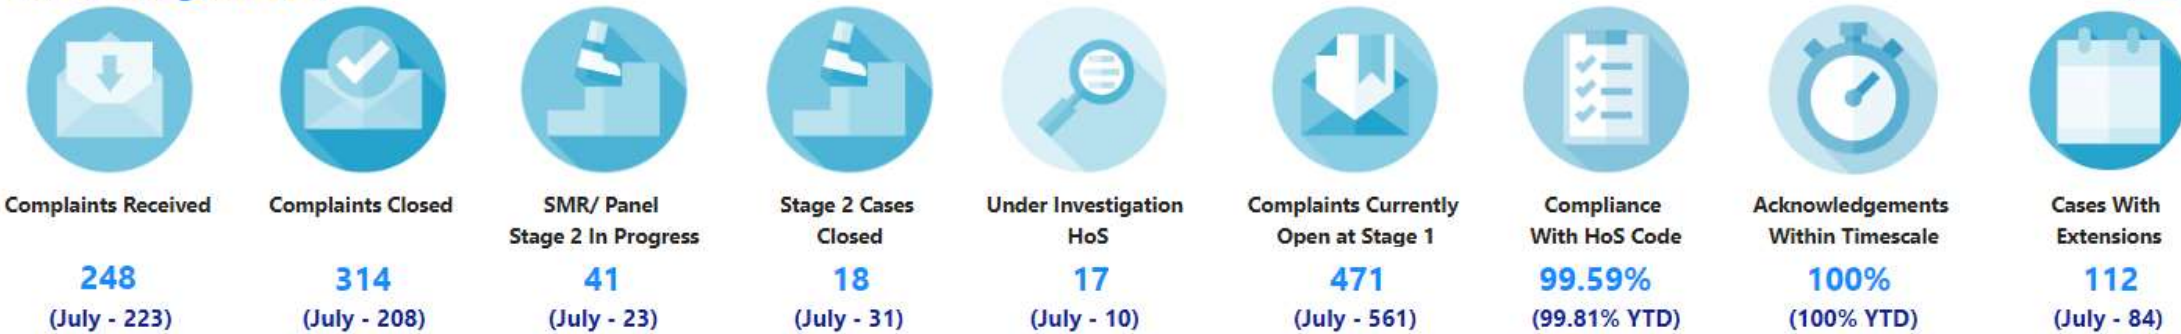 Complaints Received
248
(July - 223)
Complaints Closed
314
(July - 208)
SMR/ Panel
Stage 2 In Progress
41
(July - 23)
Stage 2 Cases
Closed
18
(July - 31)
Under Investigation
HoS
17
(July - 10)
Complaints Currently
Open at Stage 1
471
(July - 561)
Compliance
With HoS Code
99.59%
(99.81% YTD)
Acknowledgements
Within Timescale
100%
(100% YTD)
Cases With
Extensions
112
(July - 84)